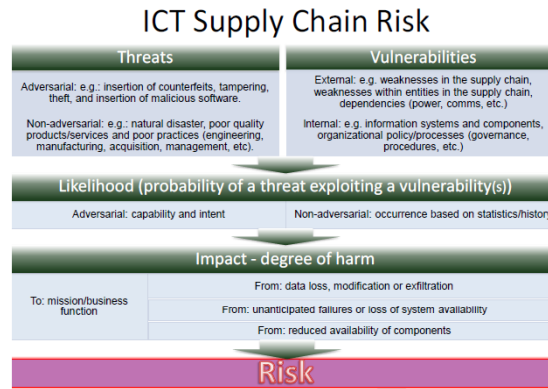 ICT Supply Chain Risk
Threats
Adversarial: e.g.: insertion of counterfeits, tampering,
theft, and insertion of malicious software.
Non-adversarial: e.g.: natural disaster, poor quality
products/services and poor practices (engineering,
manufacturing, acquisition, management, etc).
Vulnerabilities
External: e.g. weaknesses in the supply chain,
weaknesses within entities in the supply chain,
dependencies (power, comms, etc.)
Internal: e.g. information systems and components,
organizational policy/processes (governance,
procedures, etc.)
Likelihood (probability of a threat exploiting a vulnerability(s))
Adversarial: capability and intent
Non-adversarial: occurrence based on statistics/history
Impact - degree of harm
To: mission/business
function
From: data loss, modification or exfiltration
From: unanticipated failures or loss of system availability
From: reduced availability of components
Risk